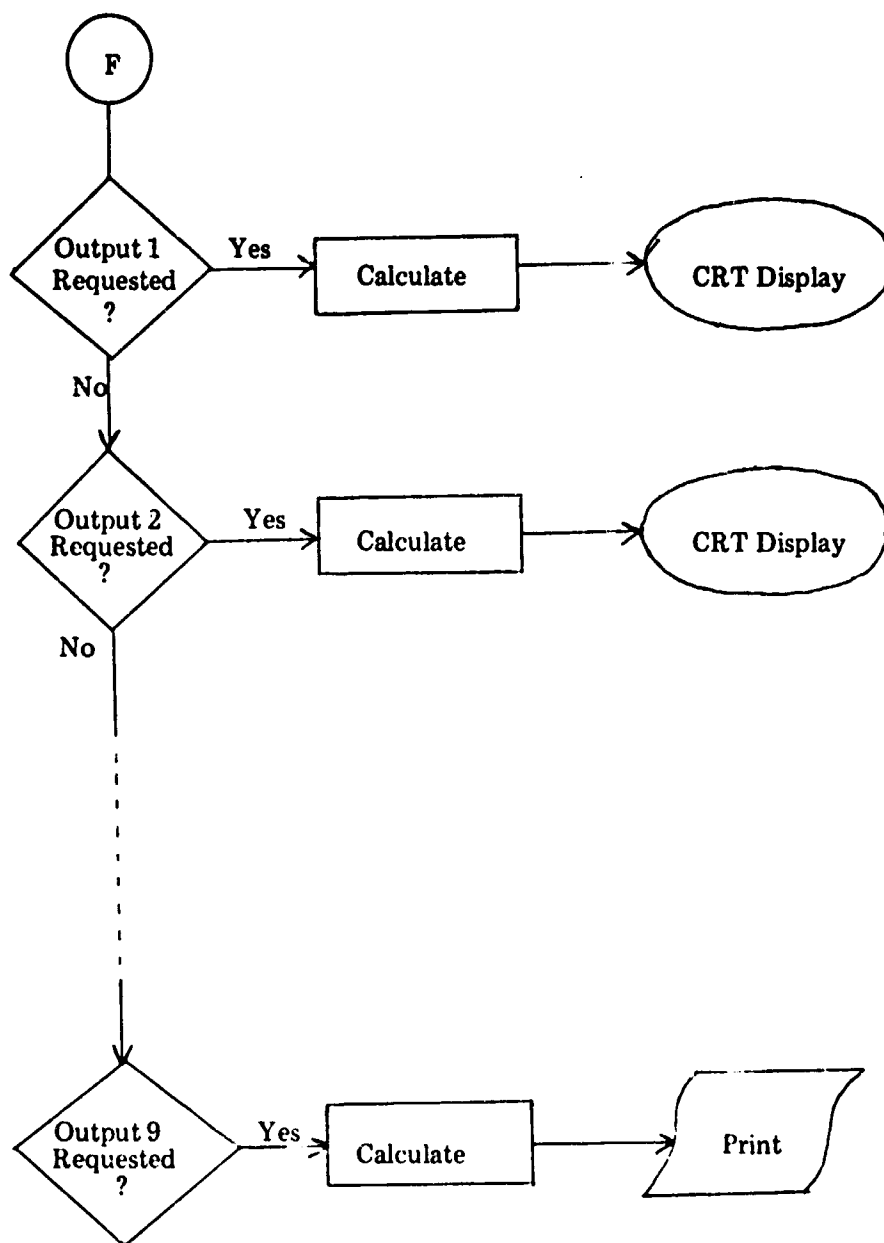 F
Output 1
Requested
?
Yes
Calculate
CRT Display
No
Output 2
Requested
?
Yes
Calculate
CRT Display
No
Output 9
Requested
?
Yes
Calculate
Print